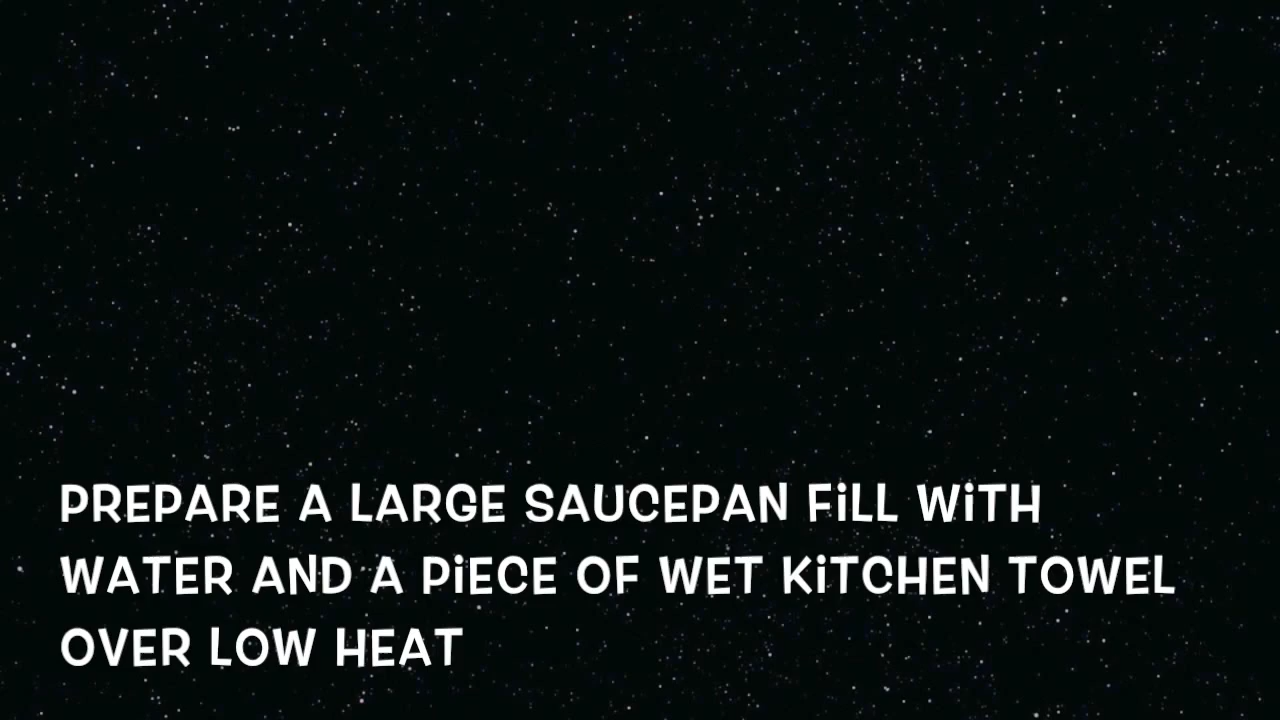 PREPARE A LARGE SAUCEPAN FiLL WiTH
WATER AND A PiECE OF WET KiTCHEN TOWEL
OVER LOW HEAT